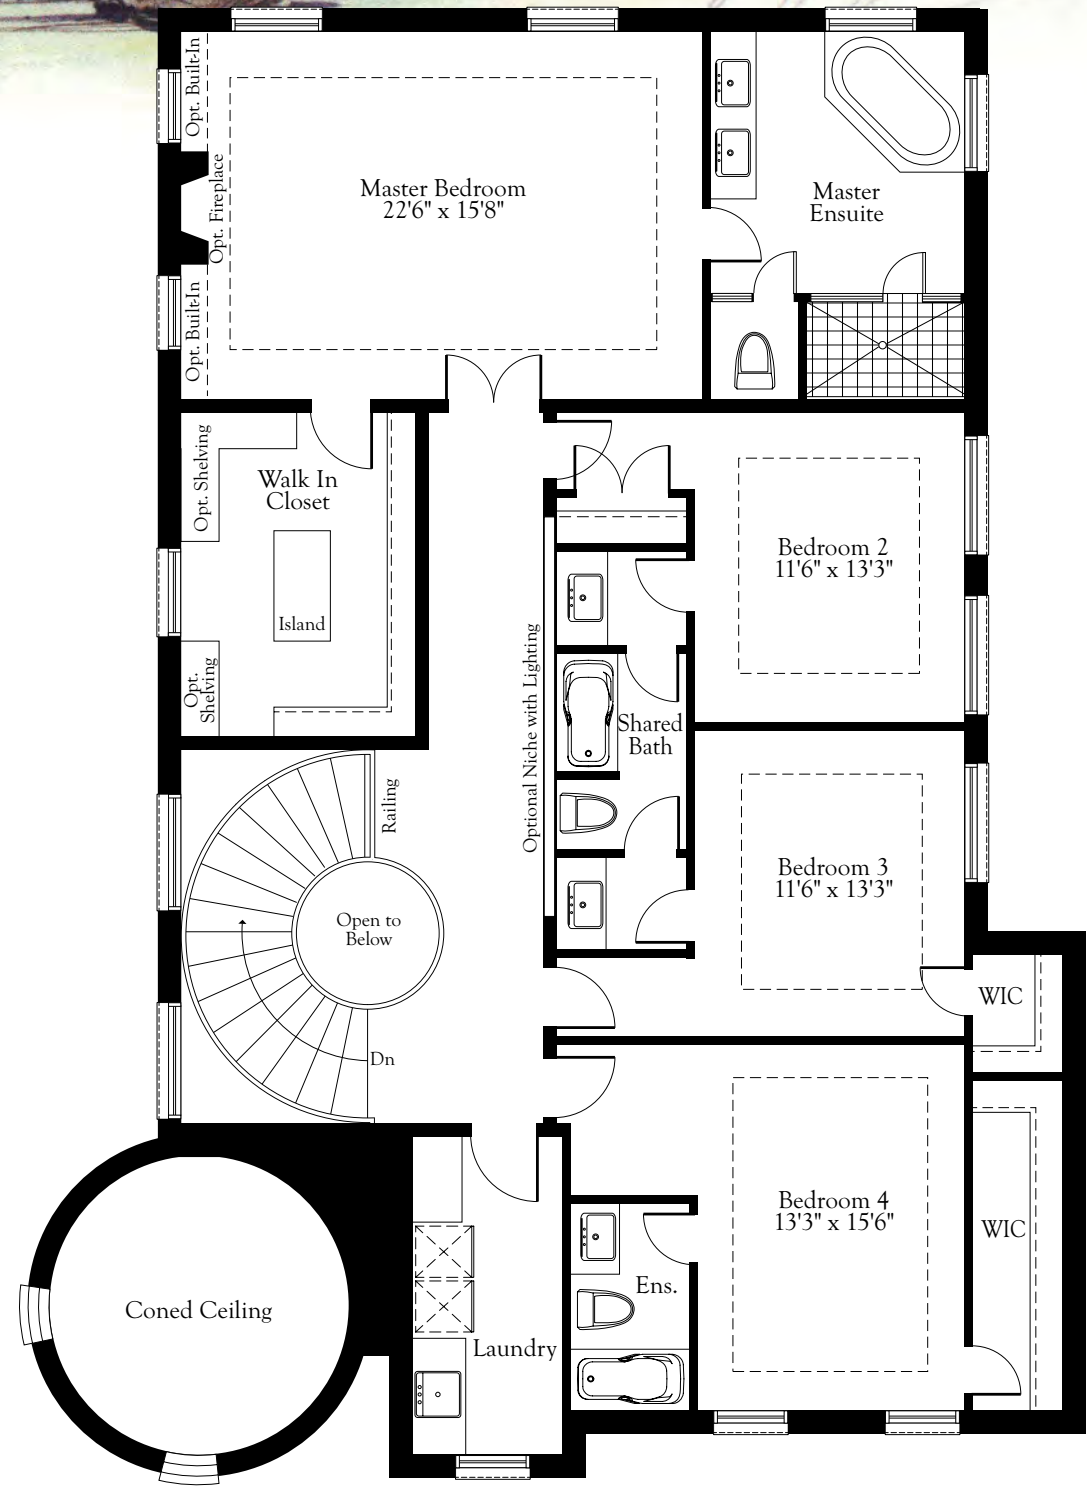 Opt. Built-In
Opt. Fireplace
Opt. Built-In
Master Bedroom
22'6" x 15'8"
Master
Ensuite
Opt. Shelving
Walk In
Closet
Island
Opt.
Shelving
Bedroom 2
11'6" x 13'3"
Optional Niche with Lighting
Shared
Bath
Railing
Open to
Below
Dn
Bedroom 3
11'6" x 13'3"
WIC
Bedroom 4
13'3" x 15'6"
WIC
Ens.
Laundry
Coned Ceiling